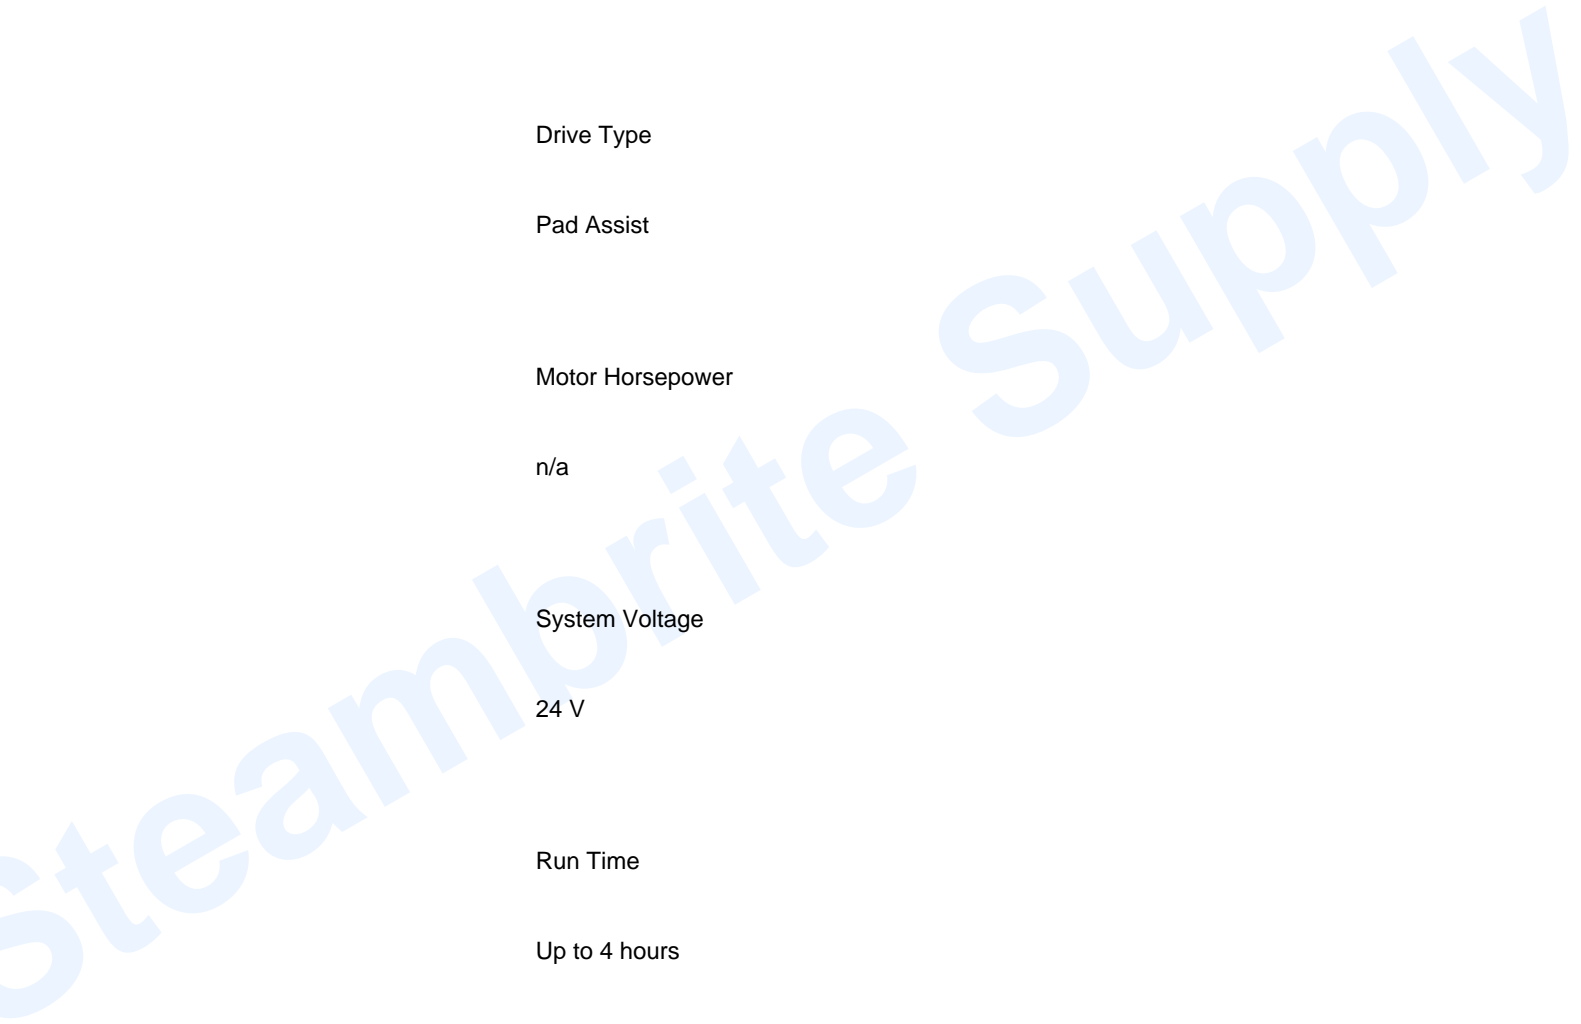 Drive Type
Pad Assist
Motor Horsepower
n/a
System Voltage
24 V
Run Time
Up to 4 hours
Steambrite Supply